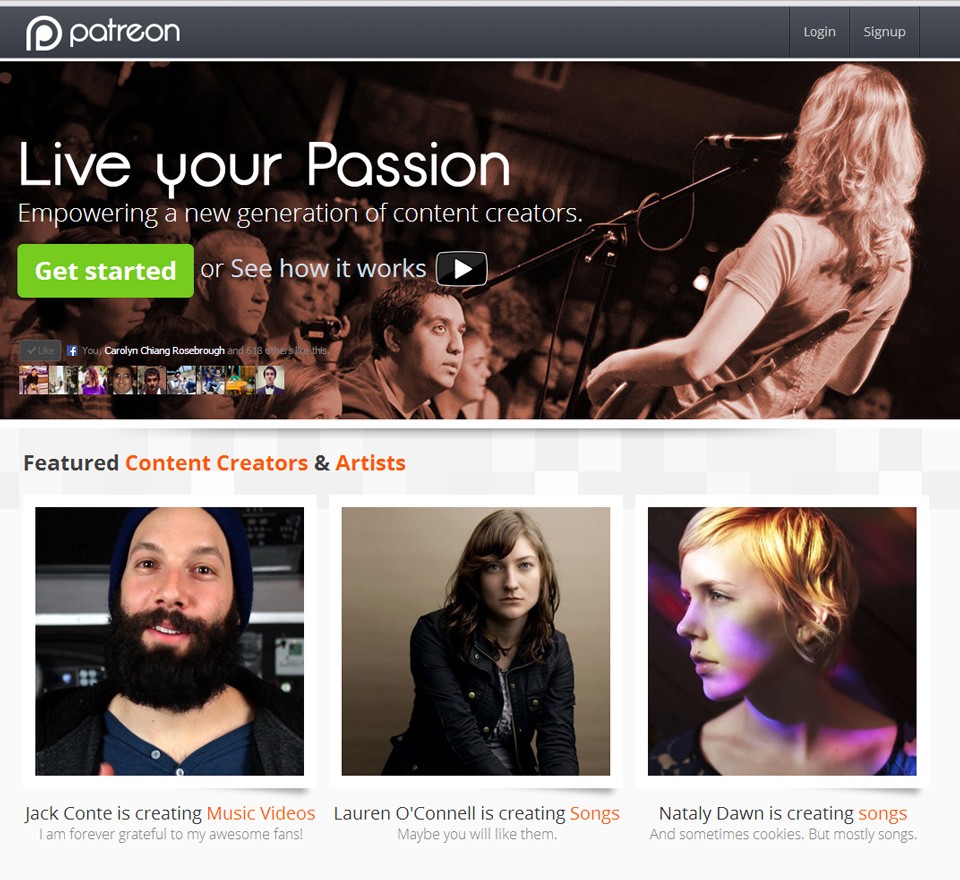 patreon
Login
Signup
Live your Passion
Empowering a new generation of content creators.
Get started or See how it works
Like
You, Carolyn Chiang Rosebrough and 618 others like this.
Featured Content Creators & Artists
Jack Conte is creating Music Videos
I am forever grateful to my awesome fans!
Lauren O'Connell is creating Songs
Maybe you will like them.
Nataly Dawn is creating songs
And sometimes cookies. But mostly songs.